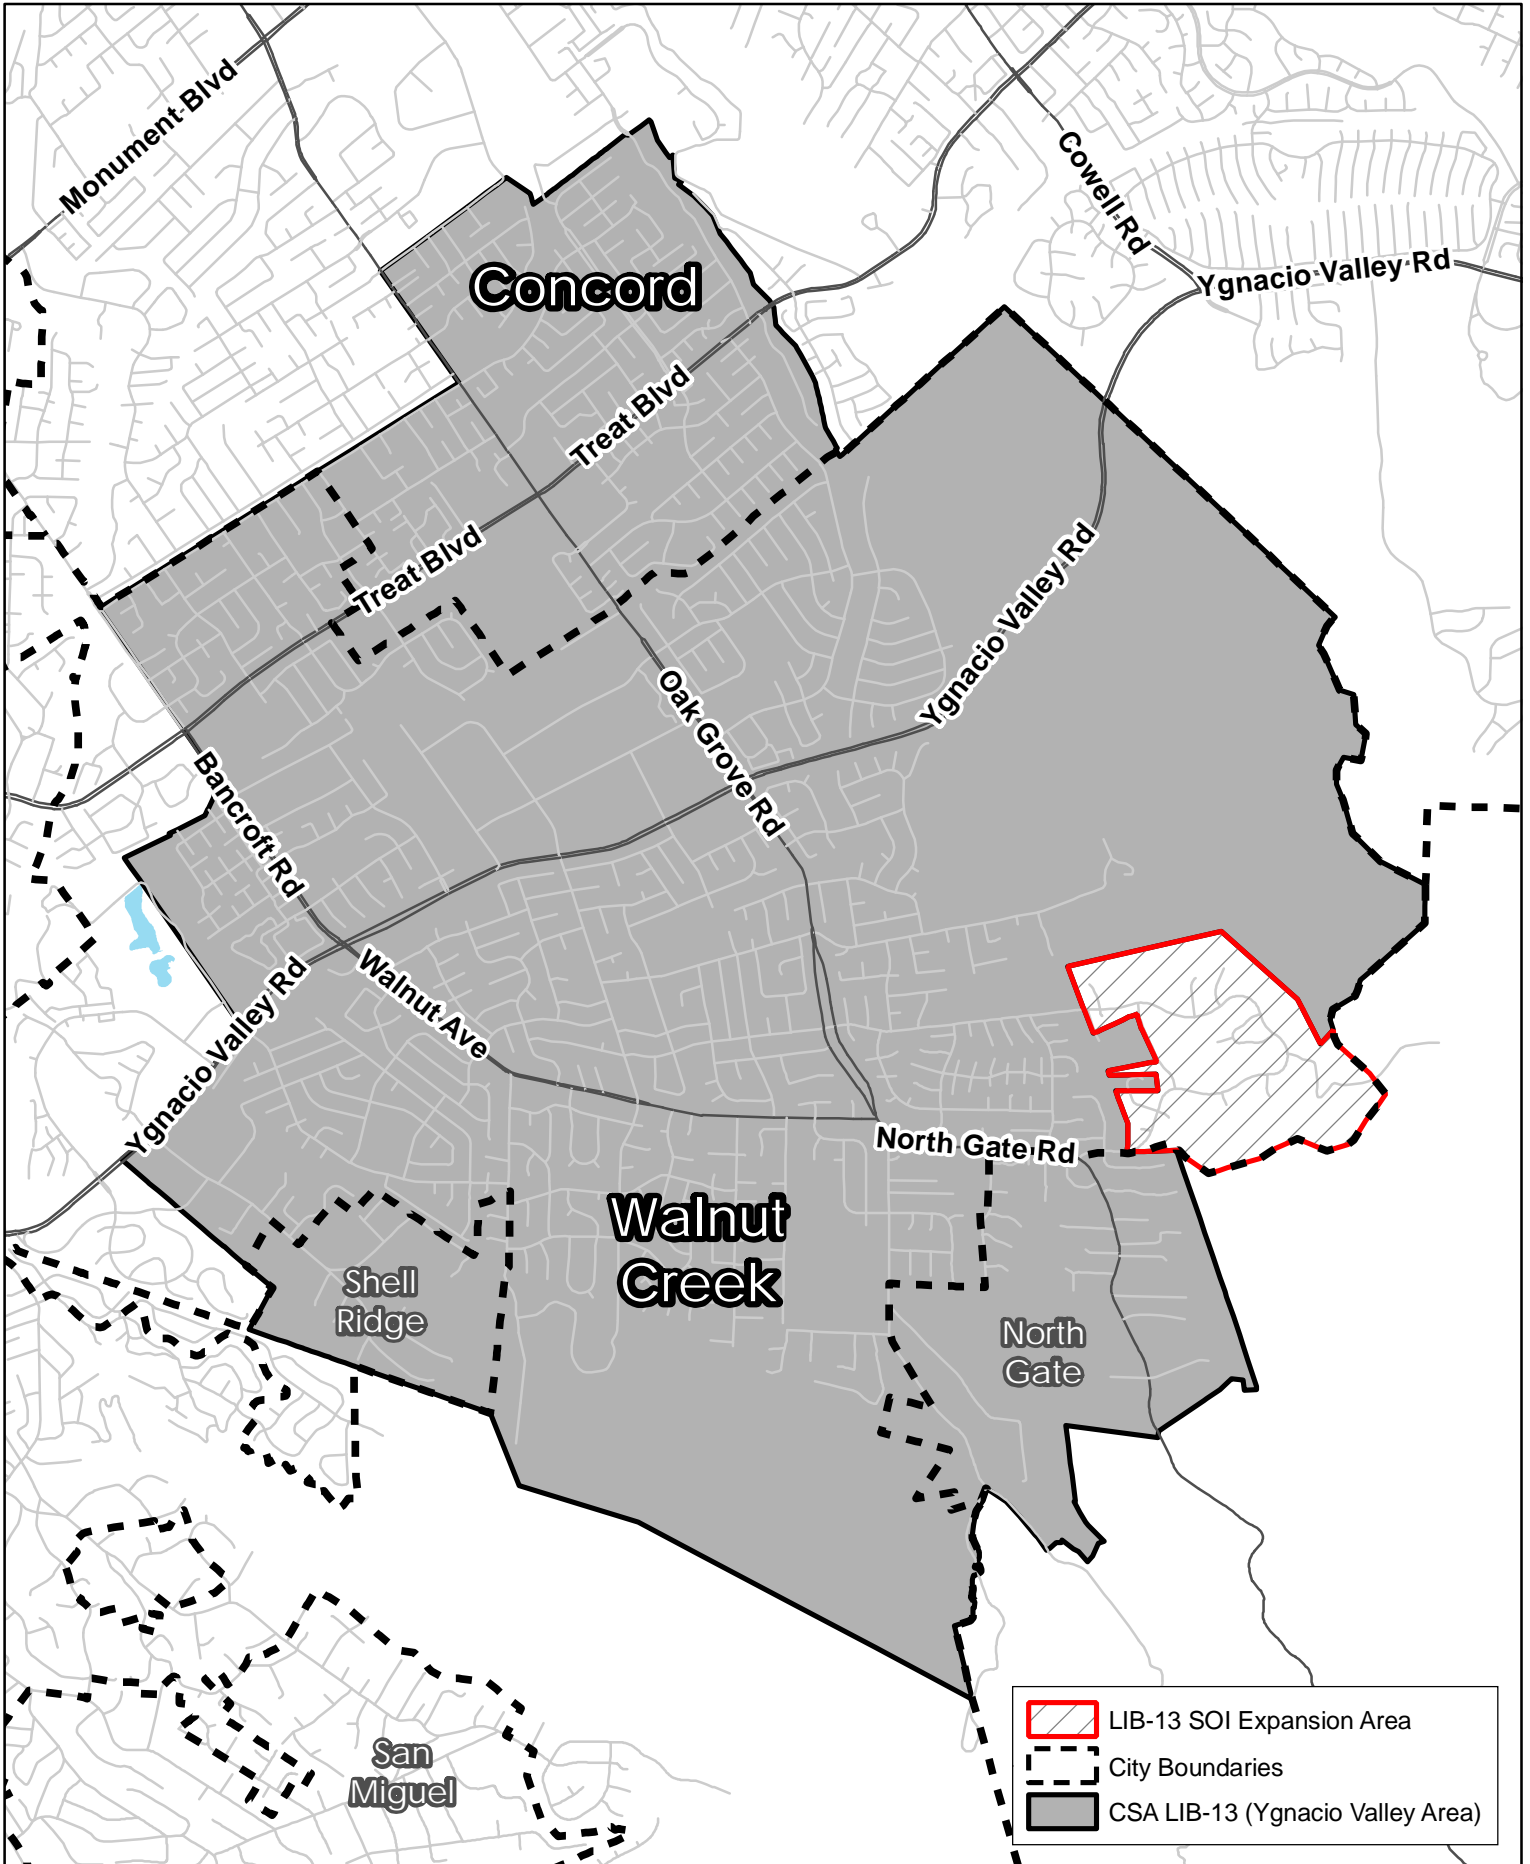 Monument Blvd
Cowell Rd
Ygnacio Valley Rd
Concord
Treat Blvd
Treat Blvd
Ygnacio Valley Rd
Oak Grove Rd
Bancroft Rd
Walnut Ave
Ygnacio Valley Rd
North Gate Rd
Walnut
Creek
Shell
Ridge
North
Gate
San
Miguel
LIB-13 SOI Expansion Area
City Boundaries
CSA LIB-13 (Ygnacio Valley Area)